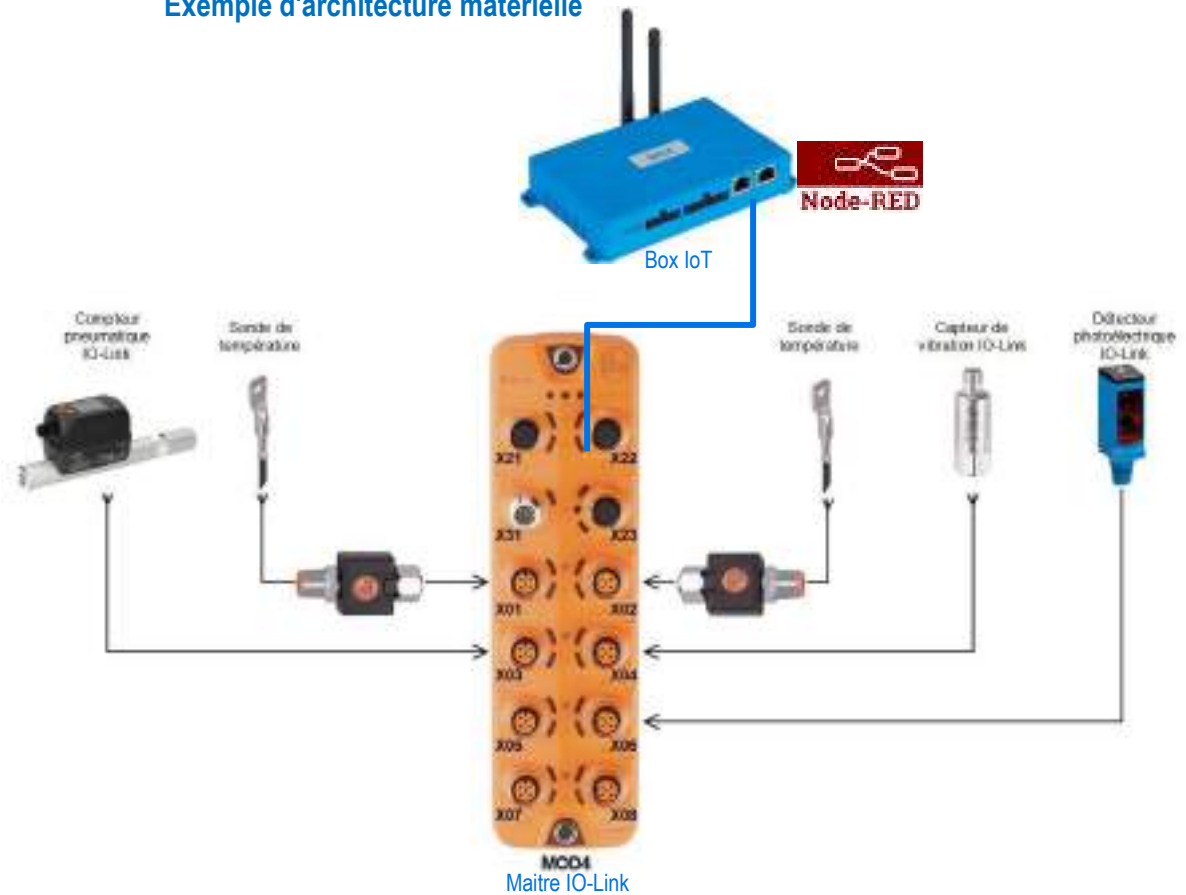 Exemple d'architecture matérielle
Node-RED
Box IoT
Compteur
pneumatique
IO-Link
Sonde de
température
Sonde de
température
Capteur de
vibration IO-Link
Détecteur
photoélectrique
IO-Link
X21
X22
X31
X23
X01
X02
X03
X04
X05
X06
X07
X08
MCD4
Maitre IO-Link